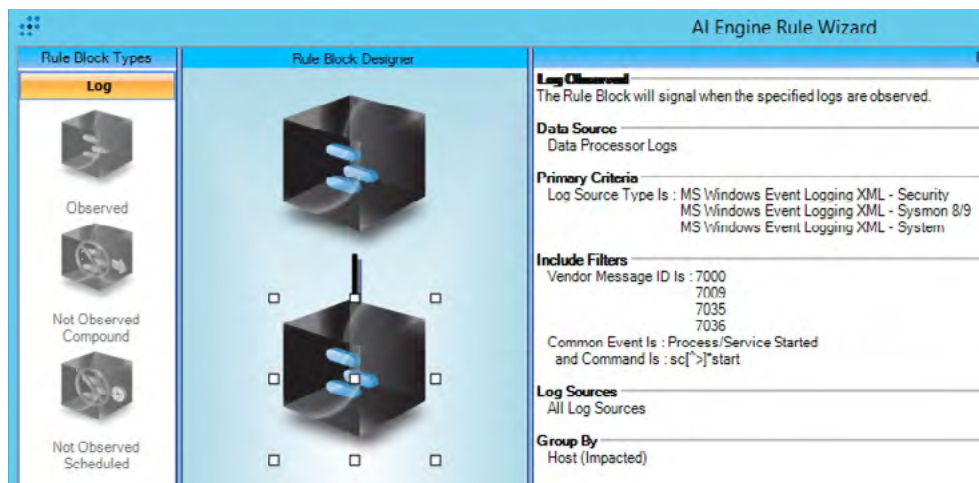 AI Engine Rule Wizard
Rule Block Types
Log
Observed
Not Observed
Compound
Not Observed
Scheduled
Rule Block Designer
Log Observed
The Rule Block will signal when the specified logs are observed.
Data Source
Data Processor Logs
Primary Criteria
Log Source Type Is : MS Windows Event Logging XML - Security
MS Windows Event Logging XML - Sysmon 8/9
MS Windows Event Logging XML - System
Include Filters
Vendor Message ID Is : 7000
7009
7035
7036
Common Event Is : Process/Service Started
and Command Is : sc[^>]*start
Log Sources
All Log Sources
Group By
Host (Impacted)